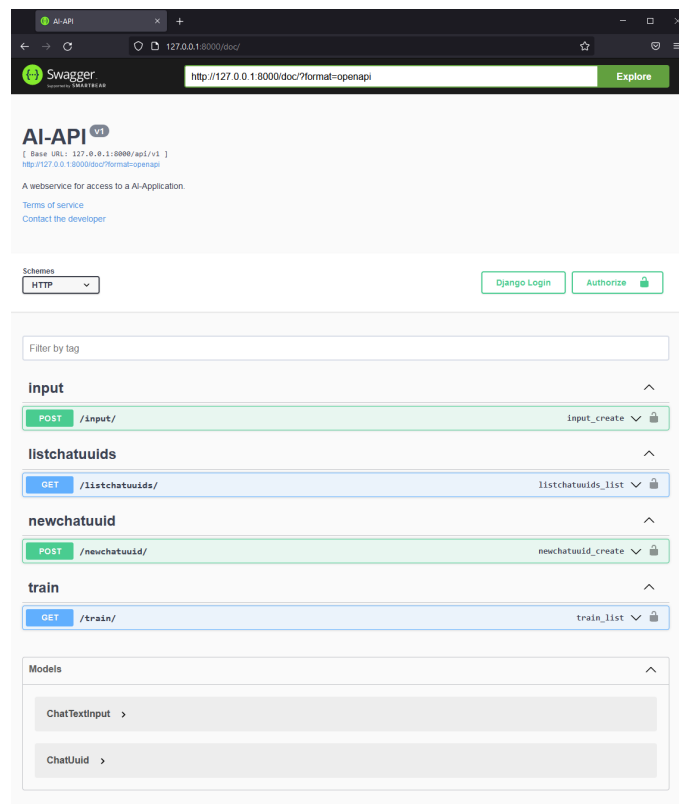 AI-API
127.0.0.1:8000/doc/
Swagger
Supported by SMARTBEAR
http://127.0.0.1:8000/doc/?format=openapi
Explore
AI-API v1
[ Base URL: 127.0.0.1:8000/api/v1 ]
http://127.0.0.1:8000/doc/?format=openapi
A webservice for access to a AI-Application.
Terms of service
Contact the developer
Schemes
HTTP
Django Login
Authorize
Filter by tag
input
POST /input/ input_create
listchatuuids
GET /listchatuuids/ listchatuuids_list
newchatuuid
POST /newchatuuid/ newchatuuid_create
train
GET /train/ train_list
Models
ChatTextInput
ChatUuid